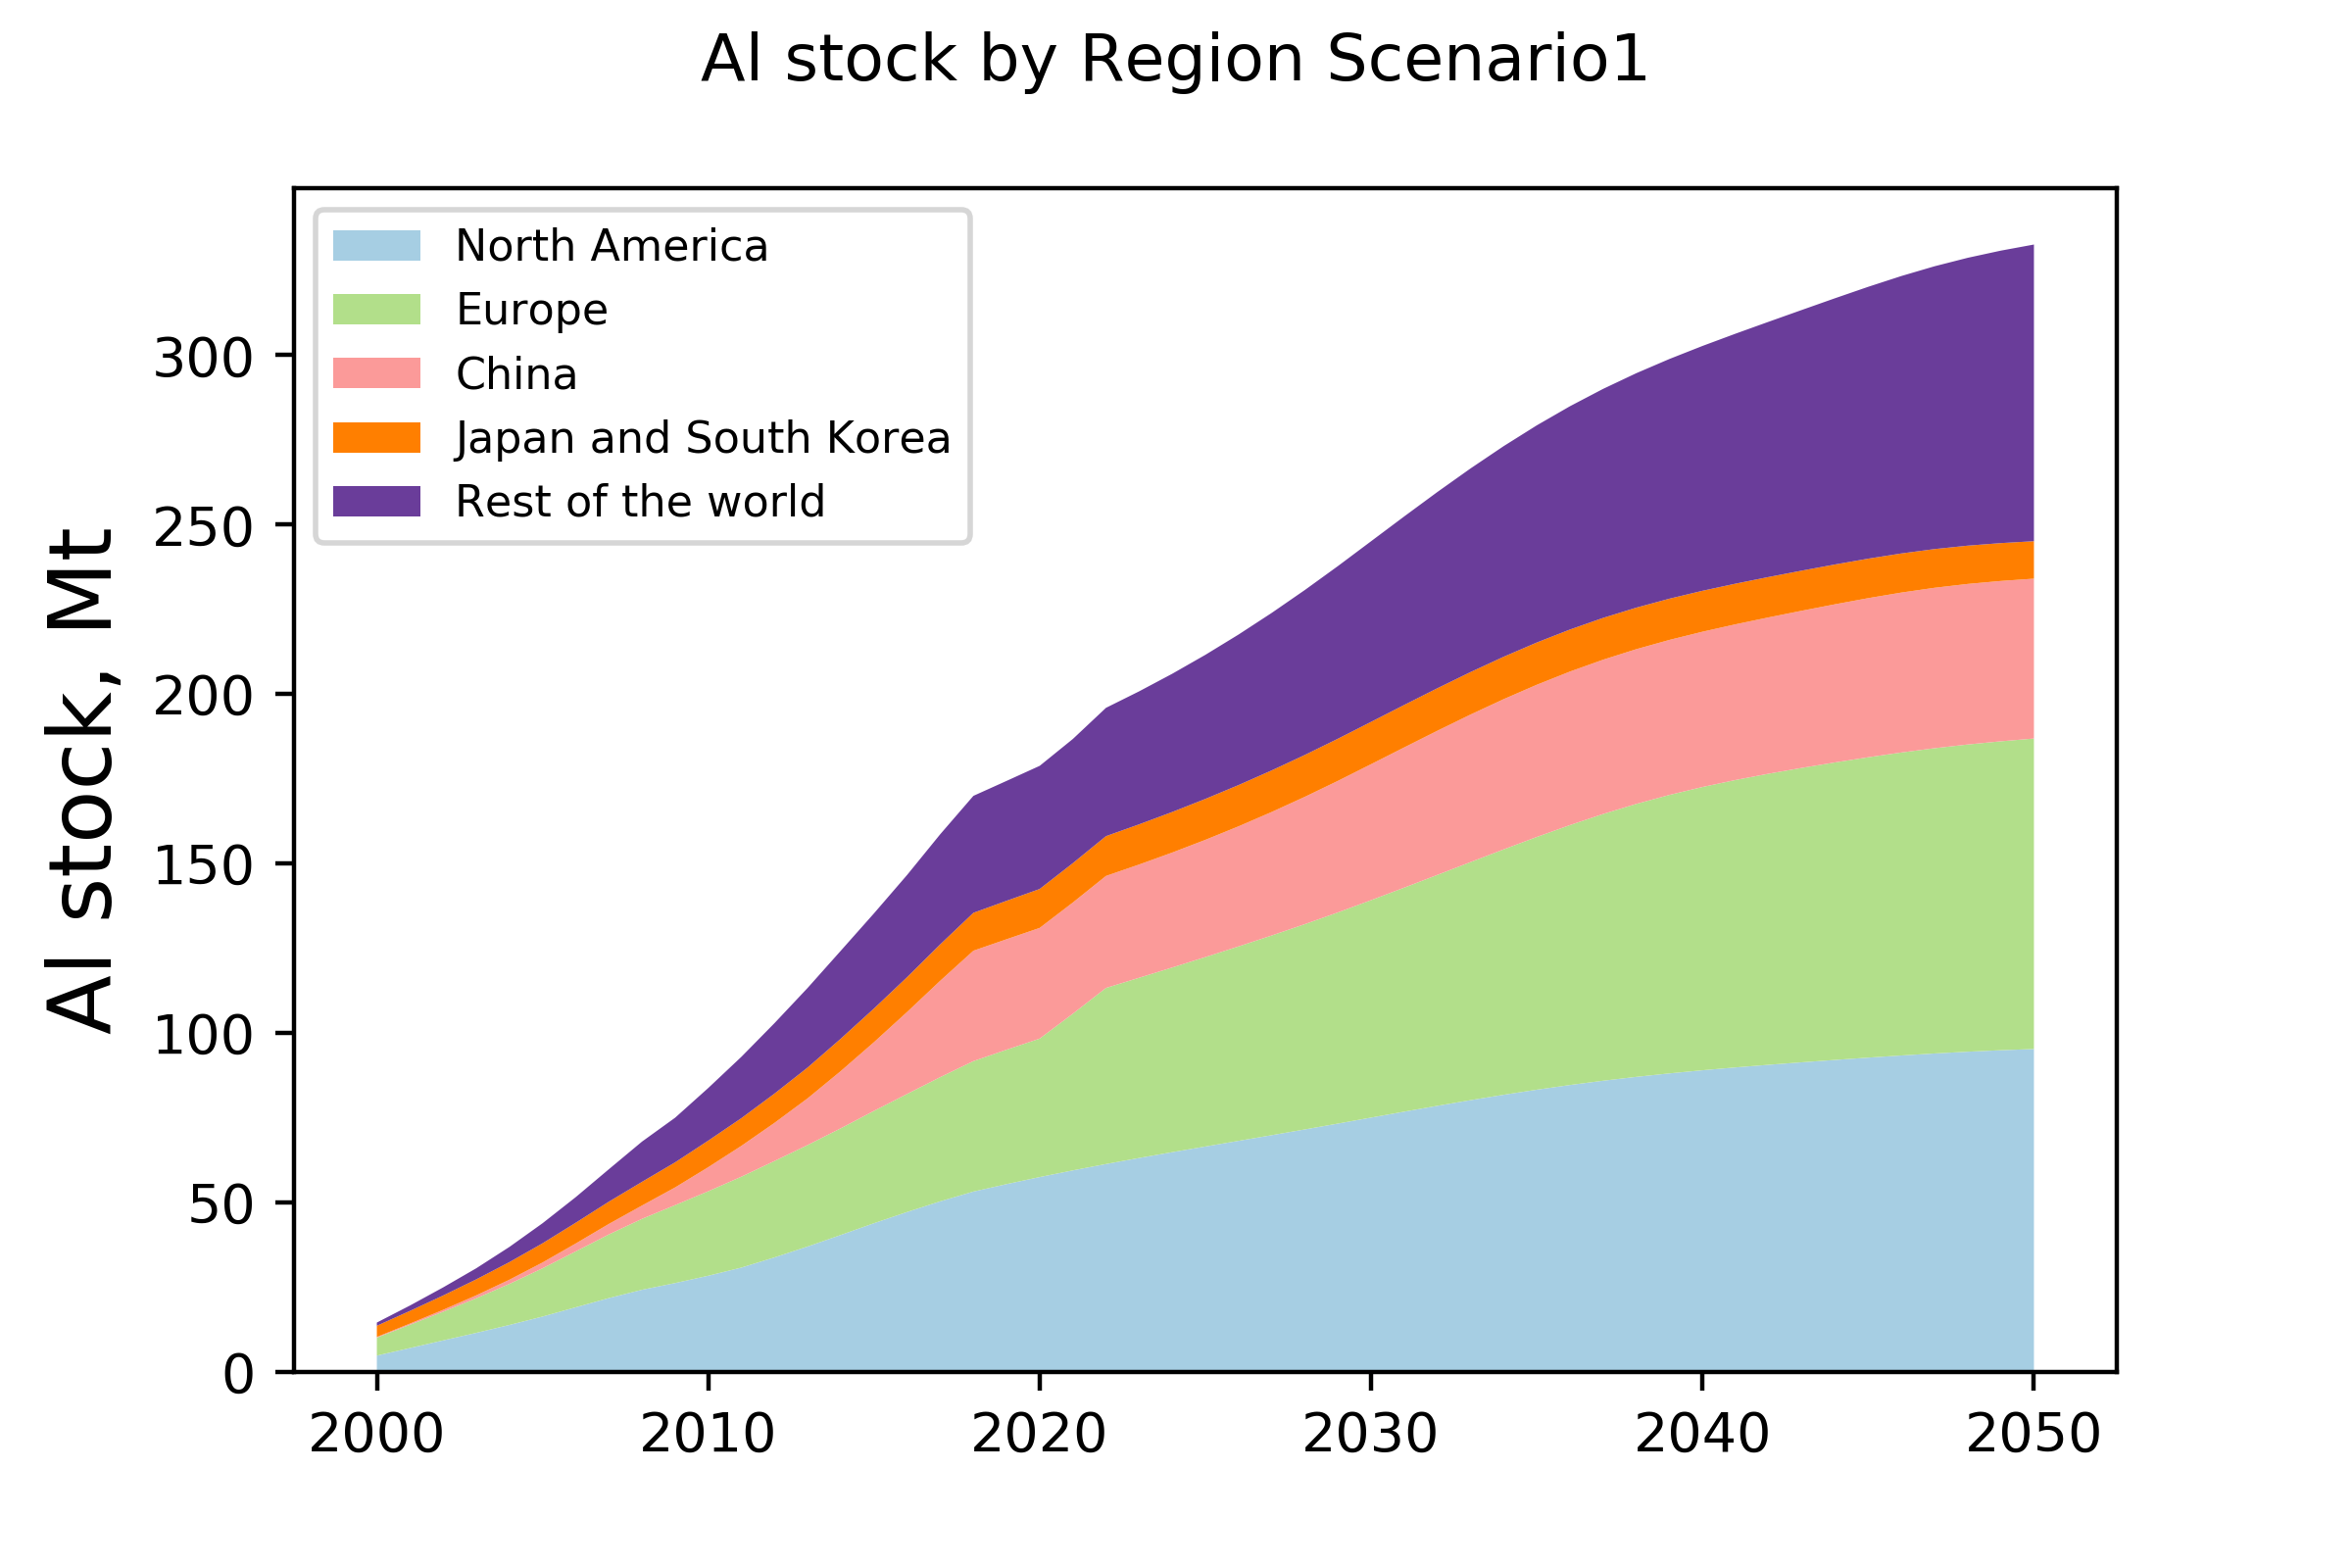 Al stock by Region Scenario1
North America
Europe
China
Japan and South Korea
Rest of the world
Al stock, Mt
300
250
200
150
100
50
0
2000 2010 2020 2030 2040 2050